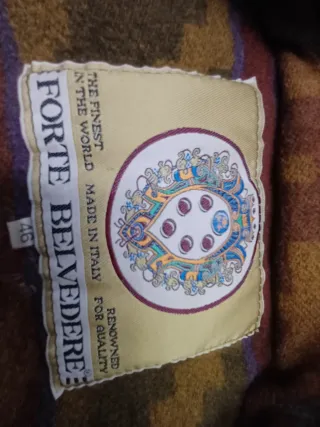 THE FINEST
IN THE WORLD
MADE IN ITALY
RENOWNED
FOR QUALITY
FORTE BELVEDERE
46